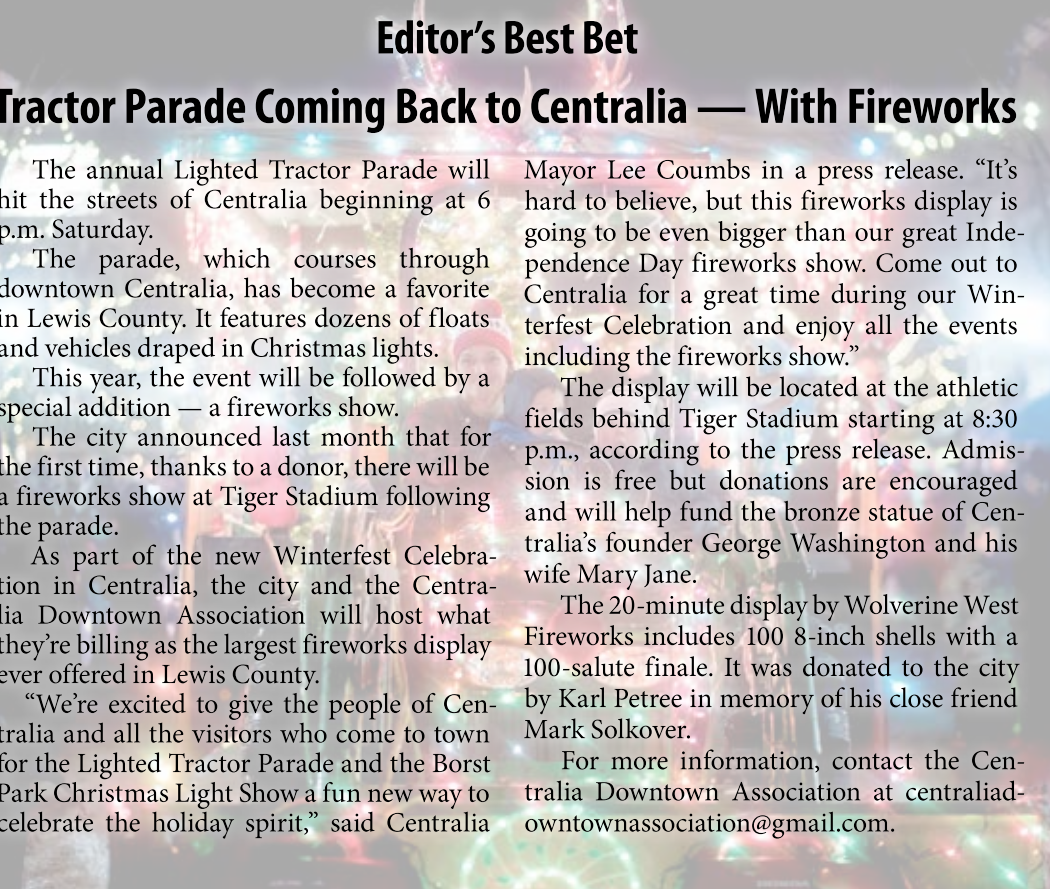 Editor's Best Bet
Tractor Parade Coming Back to Centralia — With Fireworks
The annual Lighted Tractor Parade will
hit the streets of Centralia beginning at 6
p.m. Saturday.
The parade, which courses through
downtown Centralia, has become a favorite
in Lewis County. It features dozens of floats
and vehicles draped in Christmas lights.
This year, the event will be followed by a
special addition — a fireworks show.
The city announced last month that for
the first time, thanks to a donor, there will be
a fireworks show at Tiger Stadium following
the parade.
As part of the new Winterfest Celebra-
tion in Centralia, the city and the Centra-
lia Downtown Association will host what
they're billing as the largest fireworks display
ever offered in Lewis County.
“We're excited to give the people of Cen-
tralia and all the visitors who come to town
for the Lighted Tractor Parade and the Borst
Park Christmas Light Show a fun new way to
celebrate the holiday spirit,” said Centralia
Mayor Lee Coumbs in a press release. “It's
hard to believe, but this fireworks display is
going to be even bigger than our great Inde-
pendence Day fireworks show. Come out to
Centralia for a great time during our Win-
terfest Celebration and enjoy all the events
including the fireworks show.”
The display will be located at the athletic
fields behind Tiger Stadium starting at 8:30
p.m., according to the press release. Admis-
sion is free but donations are encouraged
and will help fund the bronze statue of Cen-
tralia's founder George Washington and his
wife Mary Jane.
The 20-minute display by Wolverine West
Fireworks includes 100 8-inch shells with a
100-salute finale. It was donated to the city
by Karl Petree in memory of his close friend
Mark Solkover.
For more information, contact the Cen-
tralia Downtown Association at centraliad-
owntownassociation@gmail.com.